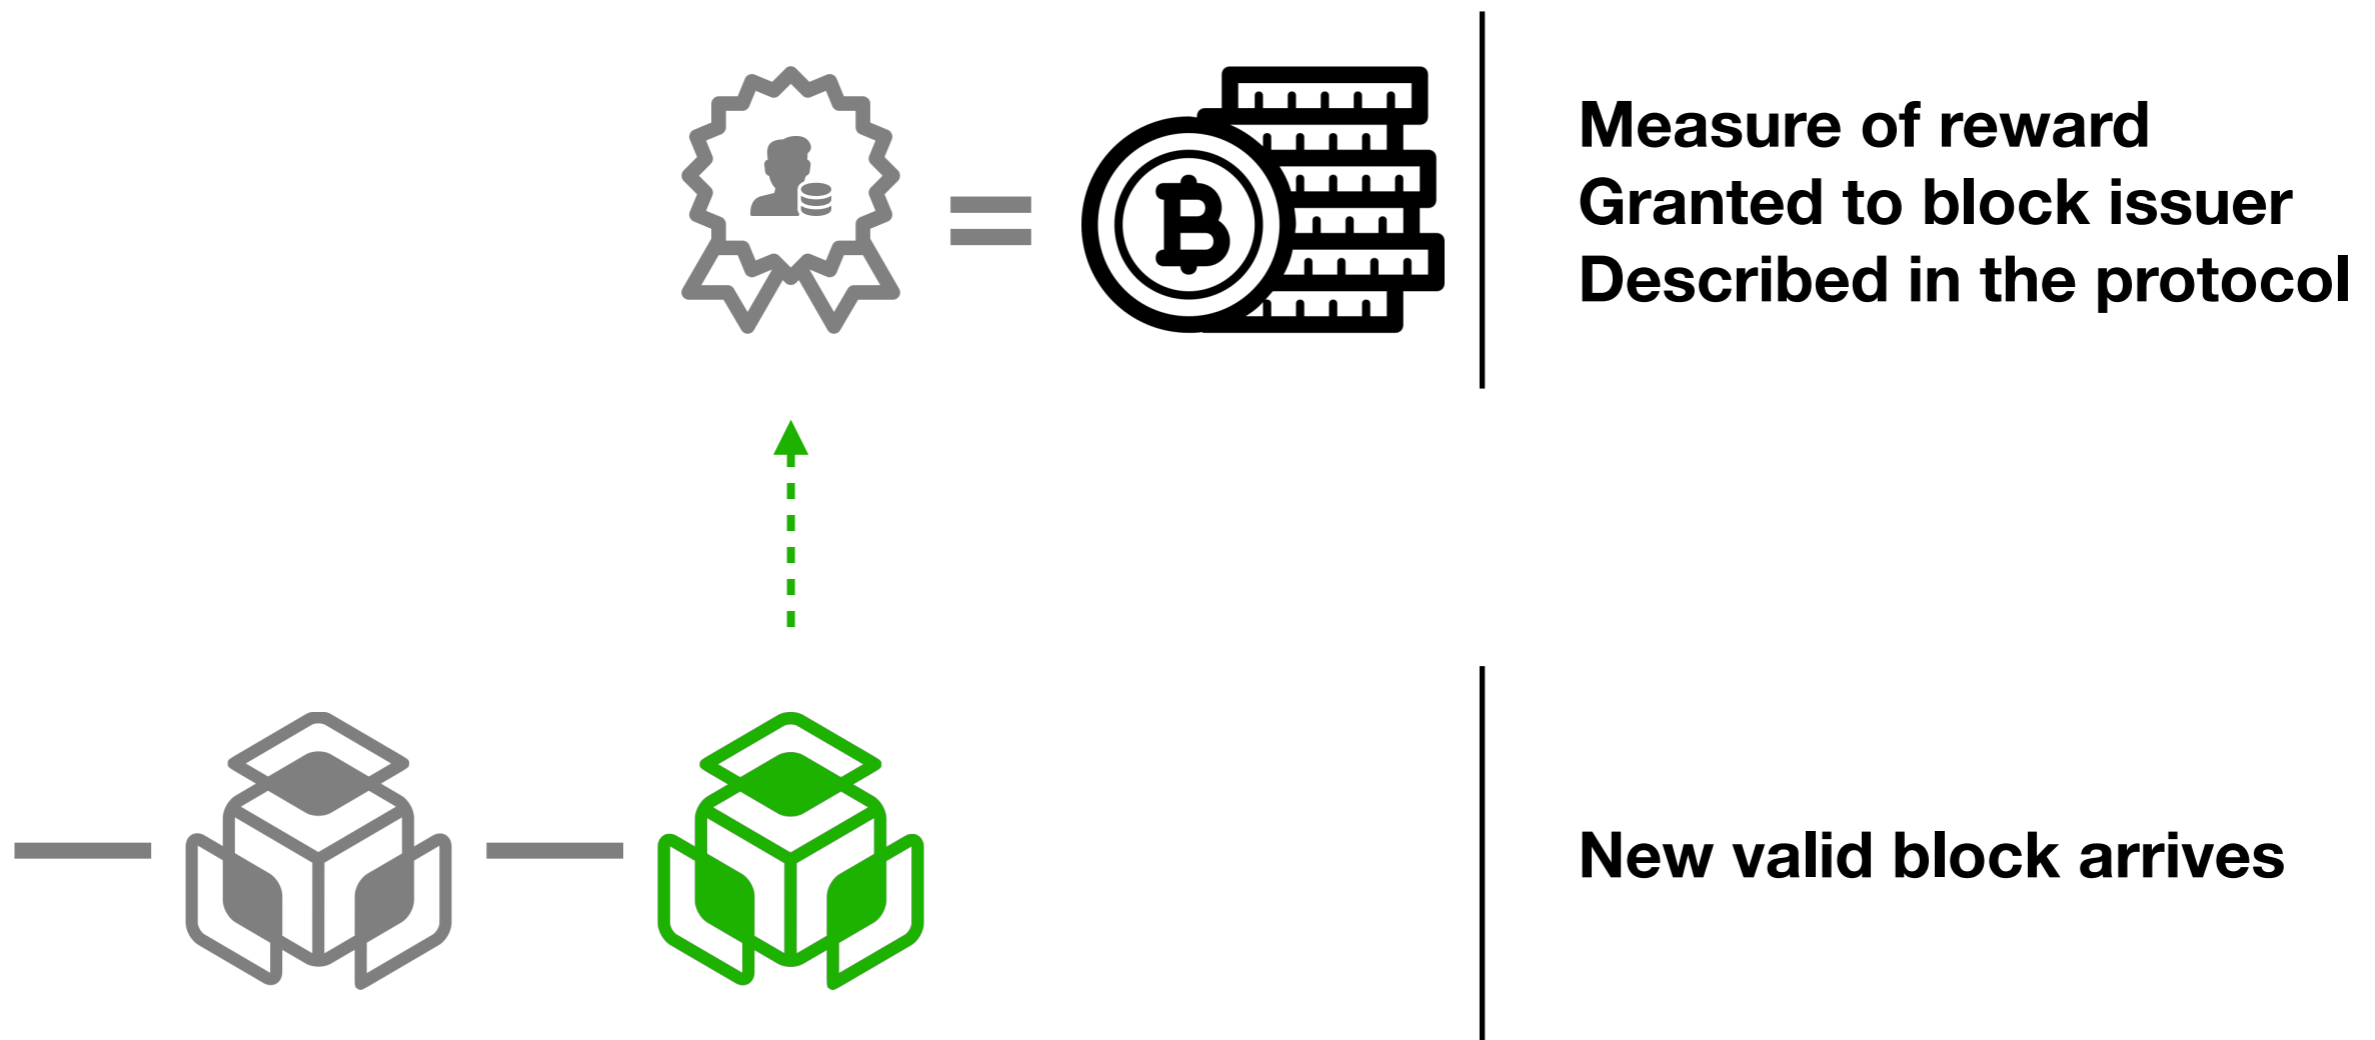 Measure of reward
Granted to block issuer
Described in the protocol
New valid block arrives